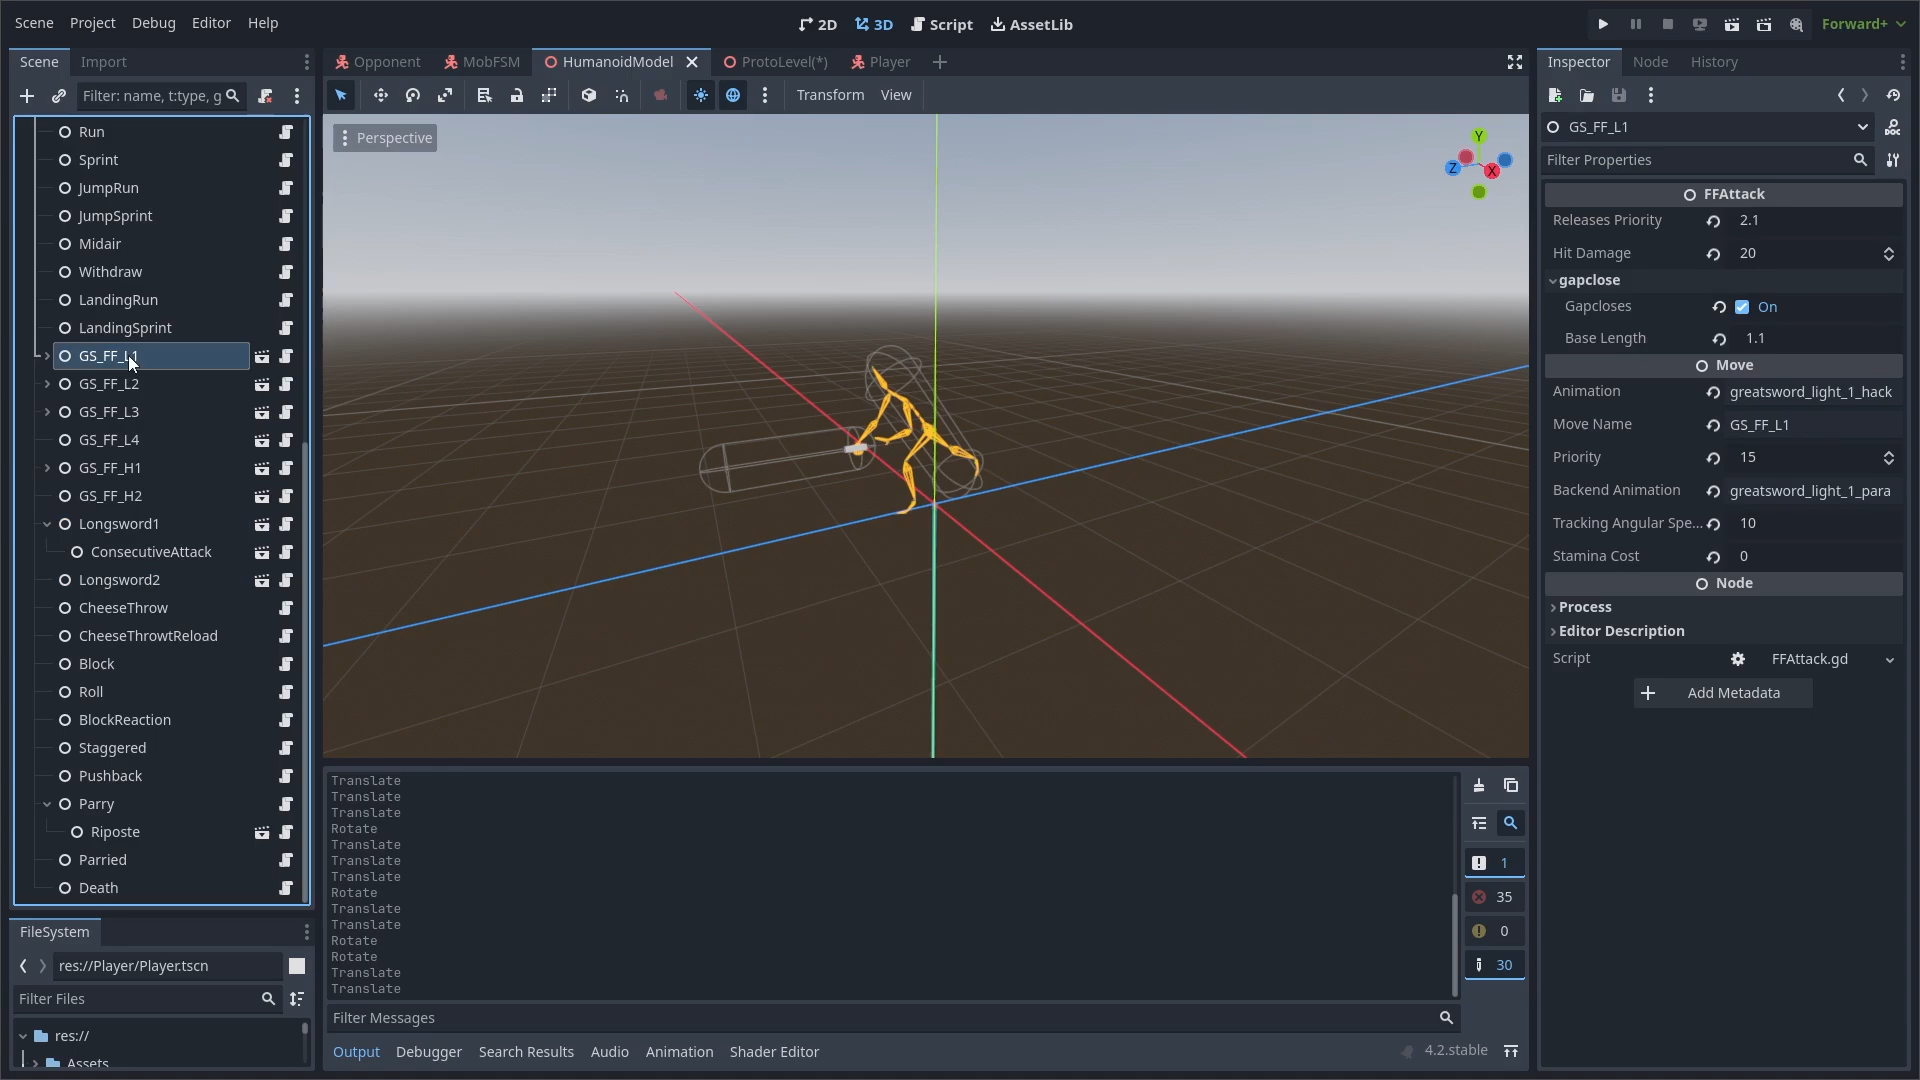 Scene Project Debug Editor Help
2D 3D Script AssetLib
Forward+
Scene Import
Filter: name, t:type, g
Run
Sprint
JumpRun
JumpSprint
Midair
Withdraw
LandingRun
LandingSprint
GS_FF_L1
GS_FF_L2
GS_FF_L3
GS_FF_L4
GS_FF_H1
GS_FF_H2
Longsword1
ConsecutiveAttack
Longsword2
CheeseThrow
CheeseThrowtReload
Block
Roll
BlockReaction
Staggered
Pushback
Parry
Riposte
Parried
Death
FileSystem
res://Player/Player.tscn
Filter Files
res://
Assets
Opponent MobFSM HumanoidModel ProtoLevel(*) Player
Transform View
Perspective
Y
Z X
Translate
Translate
Translate
Rotate
Translate
Translate
Translate
Rotate
Translate
Translate
Rotate
Rotate
Translate
Translate
1
35
0
30
Filter Messages
Output Debugger Search Results Audio Animation Shader Editor
4.2.stable
Inspector Node History
GS_FF_L1
DOC
Filter Properties
FFAttack
Releases Priority 2.1
Hit Damage 20
gapclose
Gapcloses On
Base Length 1.1
Move
Animation greatsword_light_1_hack
Move Name GS_FF_L1
Priority 15
Backend Animation greatsword_light_1_para
Tracking Angular Spe... 10
Stamina Cost 0
Node
Process
Editor Description
Script FFAttack.gd
Add Metadata